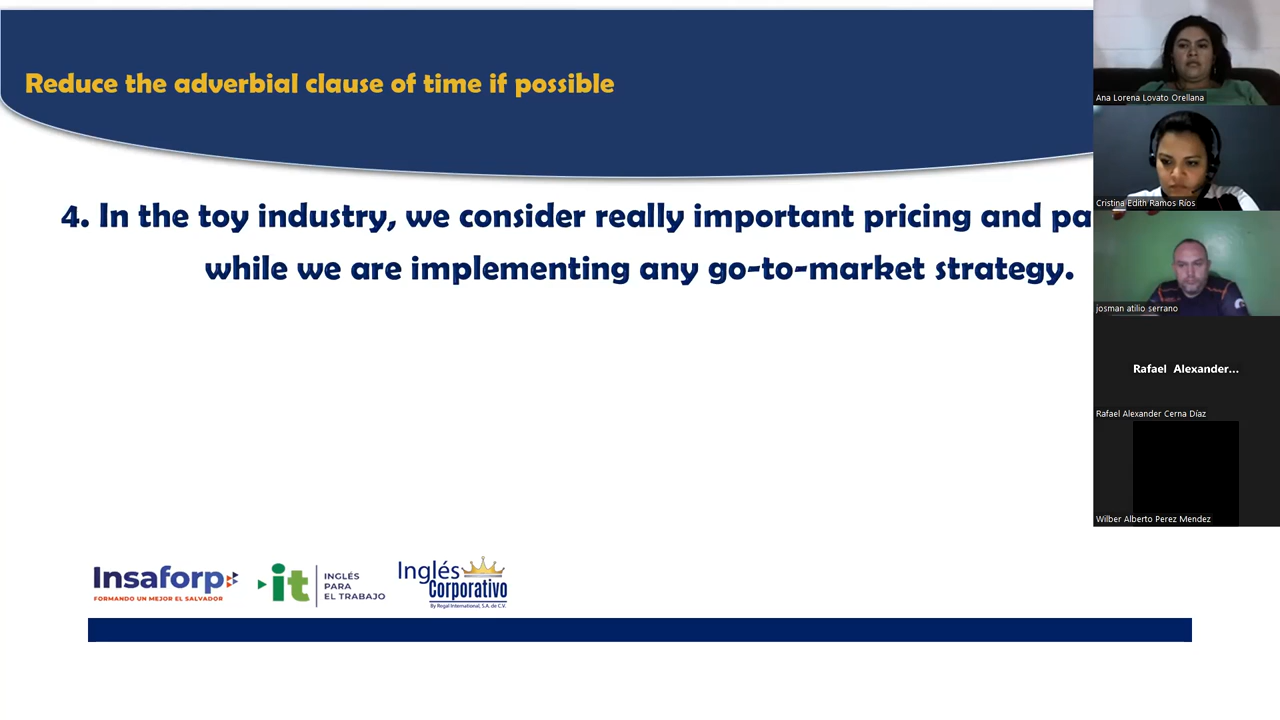 Reduce the adverbial clause of time if possible
4. In the toy industry, we consider really important pricing and
while we are implementing any go-to-market strategy.
Ana Lorena Lovato Orellana
Cristina Edith Ramos Ríos
josman atilio serrano
Rafael Alexander...
Rafael Alexander Cerna Díaz
Wilber Alberto Perez Mendez
Insaforp
FORMANDO UN MEJOR EL SALVADOR
it
INGLÉS
PARA
EL TRABAJO
Inglés
Corporativo
By Regal International, S.A. de C.V.